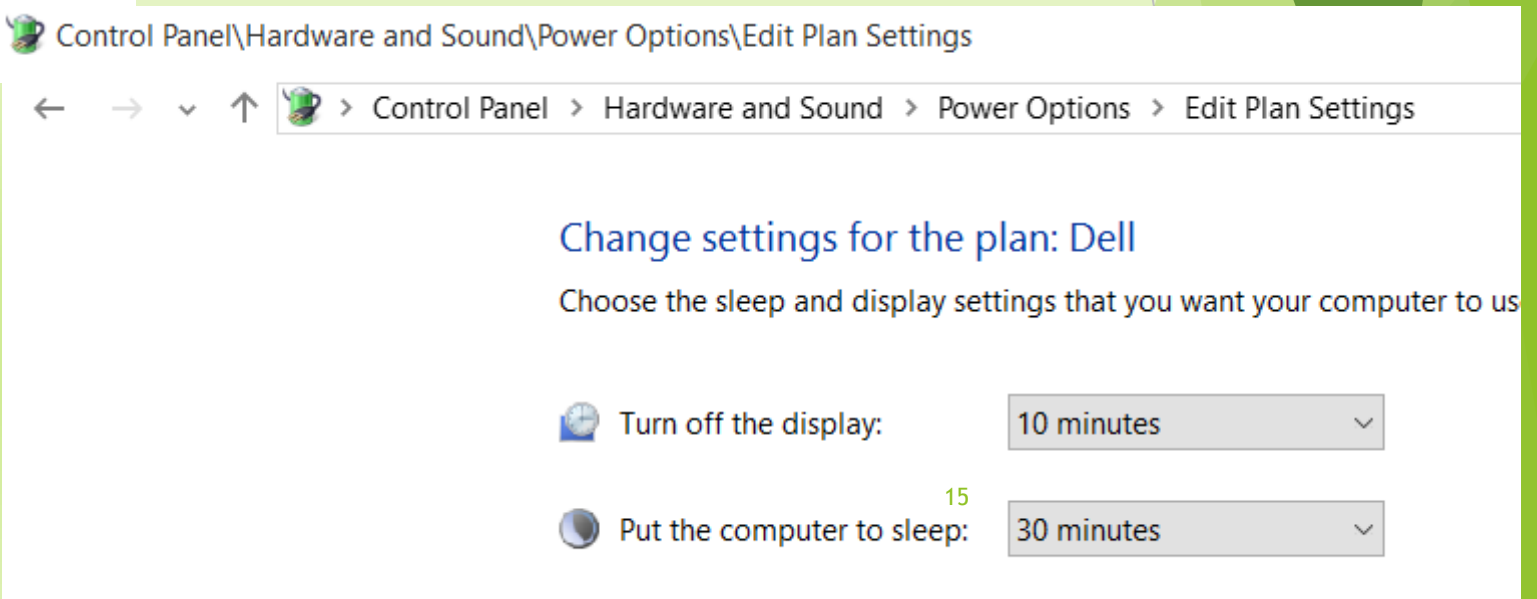 Control Panel\Hardware and Sound\Power Options\Edit Plan Settings
Control Panel > Hardware and Sound > Power Options > Edit Plan Settings
Change settings for the plan: Dell
Choose the sleep and display settings that you want your computer to us
Turn off the display: 10 minutes
15
Put the computer to sleep: 30 minutes